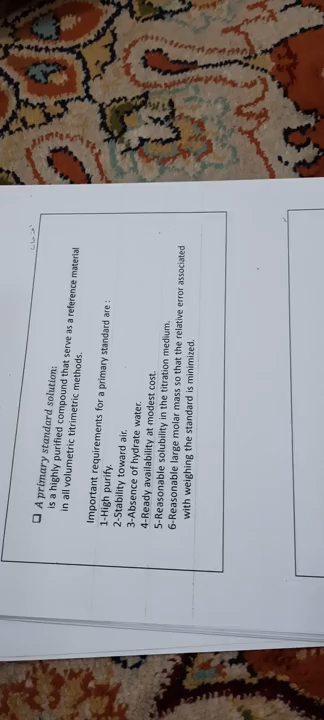 ❑ A primary standard solution:
is a highly purified compound that serve as a reference material
in all volumetric titrimetric methods.
Important requirements for a primary standard are :
1-High purify.
2-Stability toward air.
3-Absence of hydrate water.
4-Ready availability at modest cost.
5-Reasonable solubility in the titration medium.
6-Reasonable large molar mass so that the relative error associated
with weighing the standard is minimized.